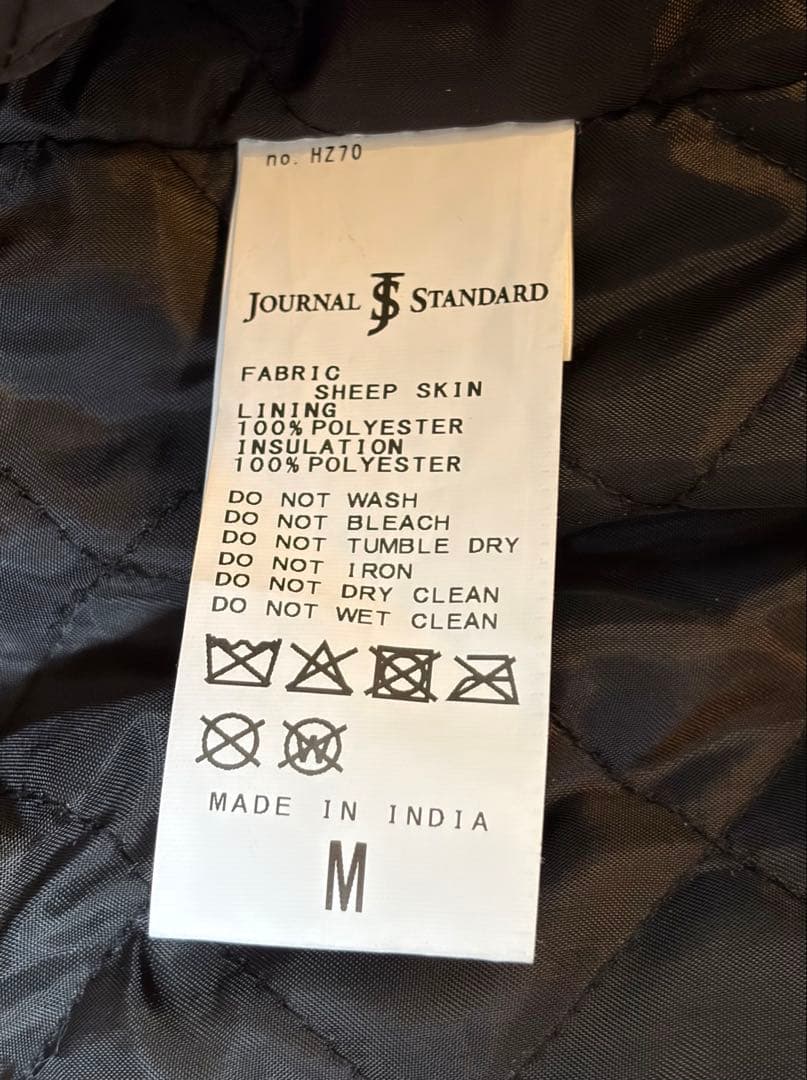 no. HZ70
JOURNAL JS STANDARD
FABRIC
SHEEP SKIN
LINING
100% POLYESTER
INSULATION
100% POLYESTER
DO NOT WASH
DO NOT BLEACH
DO NOT TUMBLE DRY
DO NOT IRON
DO NOT DRY CLEAN
DO NOT WET CLEAN
W
MADE IN INDIA
M